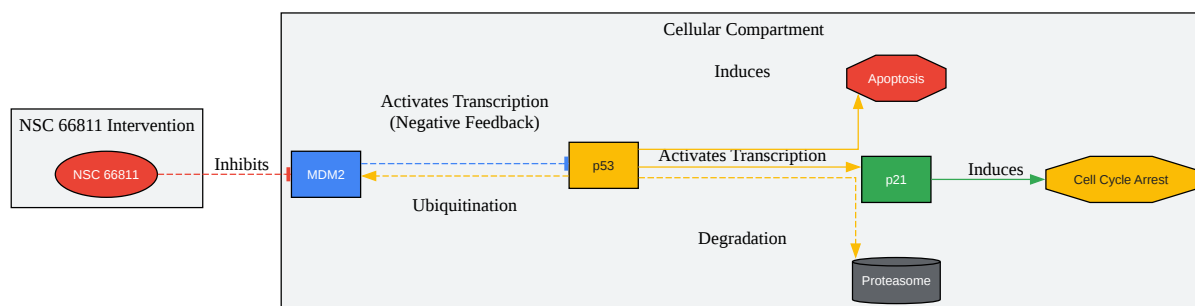 Cellular Compartment
Induces
Apoptosis
NSC 66811 Intervention
NSC 66811
Inhibits
MDM2
Activates Transcription
(Negative Feedback)
Ubiquitination
p53
Activates Transcription
p21
Induces
Cell Cycle Arrest
Degradation
Proteasome